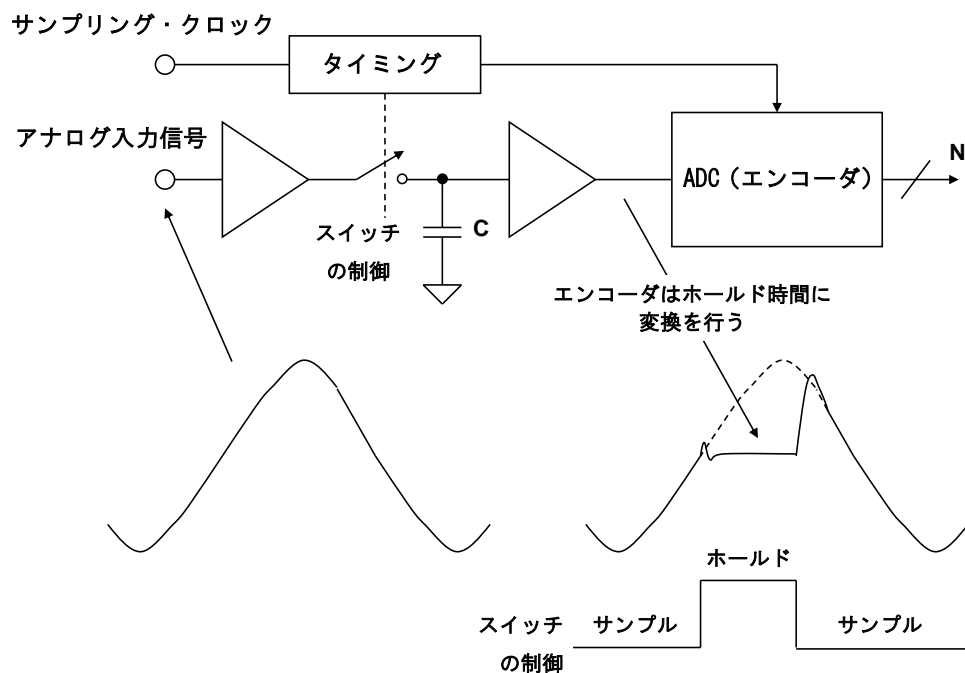 サンプリング・クロック
タイミング
アナログ入力信号
ADC（エンコーダ）
N
スイッチ
の制御
C
エンコーダはホールド時間に
変換を行う
ホールド
スイッチ
の制御
サンプル
サンプル